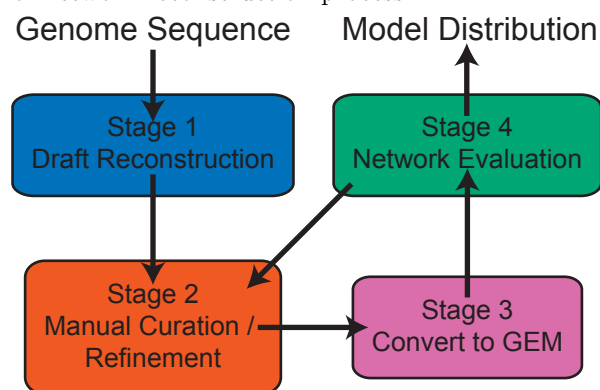 Genome Sequence
Model Distribution
Stage 1
Draft Reconstruction
Stage 4
Network Evaluation
Stage 2
Manual Curation /
Refinement
Stage 3
Convert to GEM